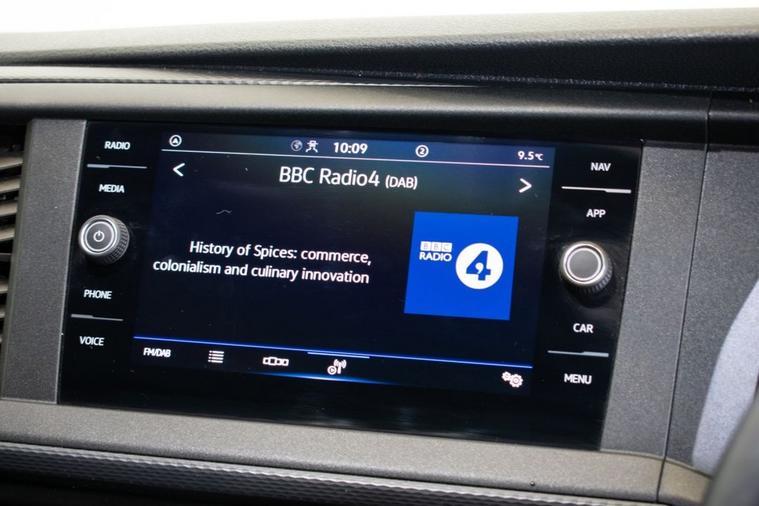 RADIO
MEDIA
PHONE
VOICE
A
10:09
2
9.5°C
< BBC Radio4 (DAB) >
History of Spices: commerce,
colonialism and culinary innovation
BBC
RADIO
4
FM/DAB
NAV
APP
CAR
MENU